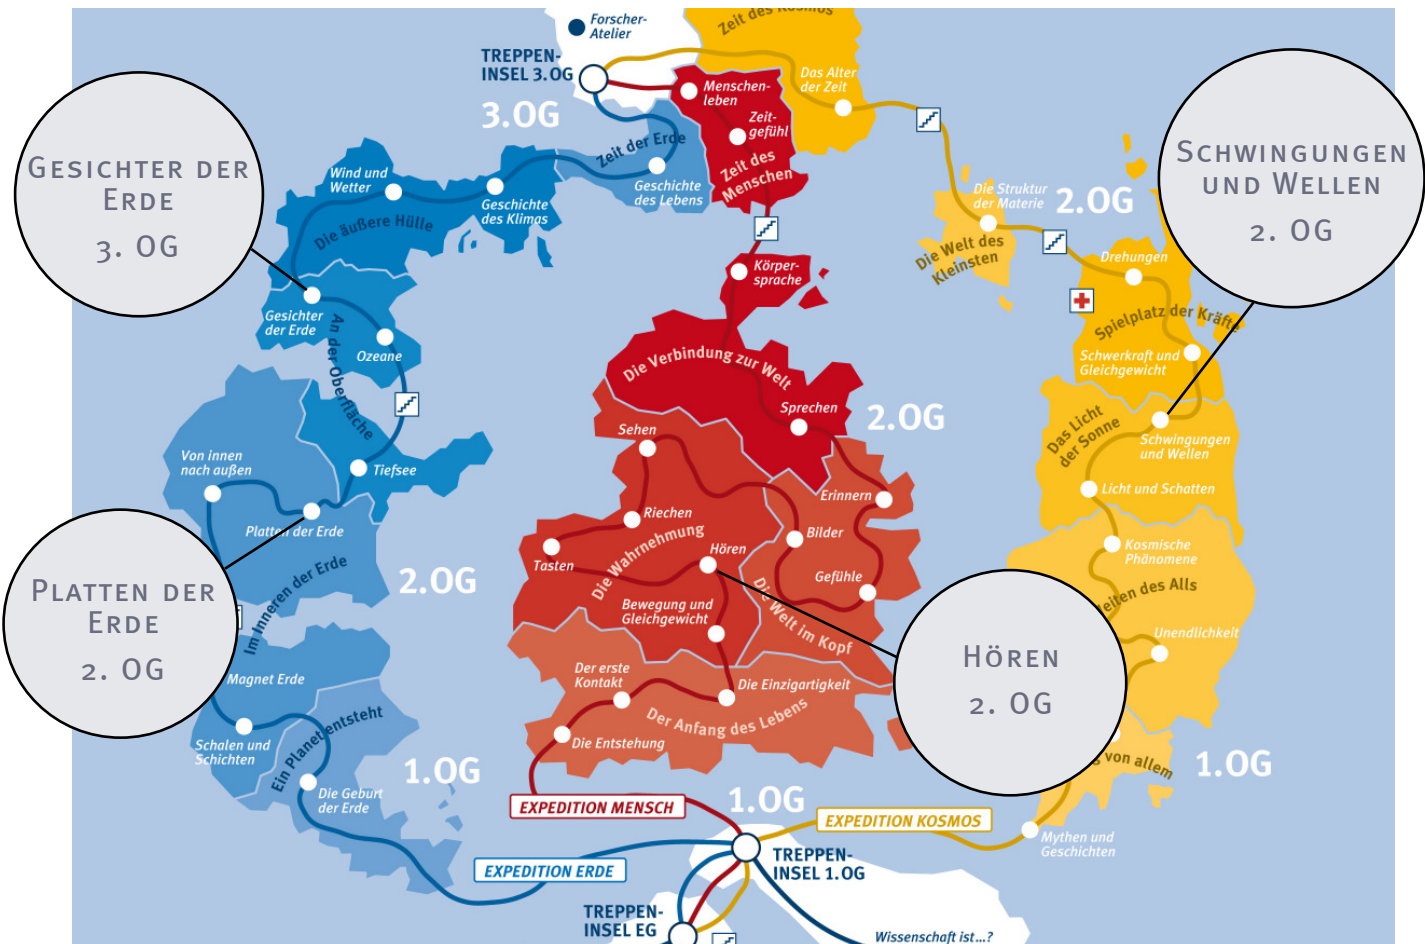 Zeit des Kosmos
Forscher-
Atelier
TREPPEN-
INSEL 3.OG
Das Alter
der Zeit
Menschen-
leben
3.OG
Zeit-
gefühl
Zeit der Erde
Zeit des
Menschen
GESICHTER DER
ERDE
3. OG
SCHWINGUNGEN
UND WELLEN
2. OG
Wind und
Wetter
Geschichte
des Lebens
Geschichte
des Klimas
Die Struktur
der Materie
2.OG
Die äußere Hülle
Die Welt des
Kleinsten
Körper-
sprache
Drehungen
Gesichter
der Erde
Spielplatz der Kräfte
An der Oberfläche
Ozeane
Die Verbindung zur Welt
Schwerkraft und
Gleichgewicht
Sprechen
2.OG
Das Licht
der Sonne
Sehen
Schwingungen
und Wellen
Von innen
nach außen
Tiefsee
Erinnern
Licht und Schatten
Riechen
Platten der Erde
Bilder
Die Wahrnehmung
Hören
Kosmische
Phänomene
Tasten
Gefühle
2.OG
Im Inneren der Erde
PLATTEN DER
ERDE
2. OG
Bewegung und
Gleichgewicht
Die Welt im Kopf
eiten des Alls
Unendlichkeit
HÖREN
2. OG
Magnet Erde
Der erste
Kontakt
Die Einzigartigkeit
Der Anfang des Lebens
Ein Planet entsteht
Schalen und
Schichten
Die Entstehung
von allem
1.OG
1.OG
Die Geburt
der Erde
1.OG
EXPEDITION MENSCH
EXPEDITION KOSMOS
Mythen und
Geschichten
TREPPEN-
INSEL 1.OG
EXPEDITION ERDE
TREPPEN-
INSEL EG
Wissenschaft ist...?